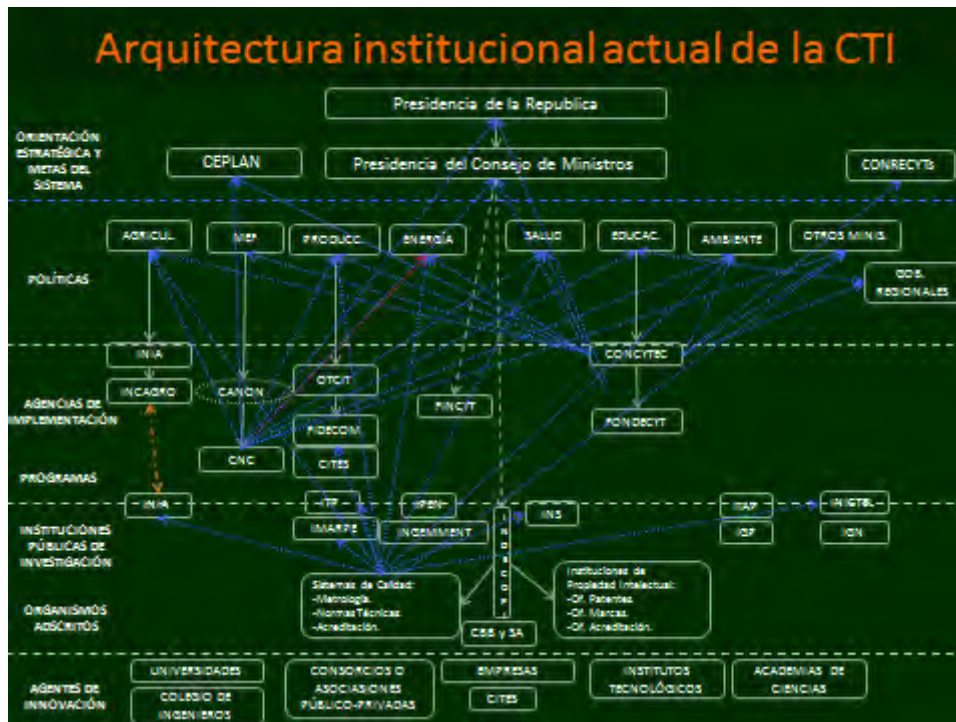 Arquitectura institucional actual de la CTI
Presidencia de la Republica
ORIENTACIÓN
ESTRATÉGICA Y
METAS DEL
SISTEMA
CEPLAN
Presidencia del Consejo de Ministros
CONRECYTs
AGRICUL.
MEF
PRODUCC.
ENERGÍA
SALUD
EDUCAC.
AMBIENTE
OTROS MINIS.
POLÍTICAS
GOB.
REGIONALES
INIA
CONCYTEC
INCAGRO
CANON
OTCIT
FINCYT
AGENCIAS DE
IMPLEMENTACIÓN
FIDECOM
FONDECYT
CNC
CITES
PROGRAMAS
– INIA –
– ITP –
– IPEN–
INS
IIAP
IMARPE
INGEMMENT
IGP
IGN
INSTITUCIÓNES
PÚBLICAS DE
INVESTIGACIÓN
INDECOPI
Sistemas de Calidad:
-Metrología.
-Normas Técnicas.
-Acreditación.
Instituciones de
Propiedad Intelectual:
-Of. Patentes.
-Of. Marcas.
-Of. Acreditación.
ORGANISMOS
ADSCRITOS
CBB y SA
UNIVERSIDADES
CONSORCIOS O
ASOCIASIONES
PÚBLICO-PRIVADAS
EMPRESAS
INSTITUTOS
TECNOLÓGICOS
ACADEMIAS DE
CIENCIAS
AGENTES DE
INNOVACIÓN
COLEGIO DE
INGENIEROS
CITES